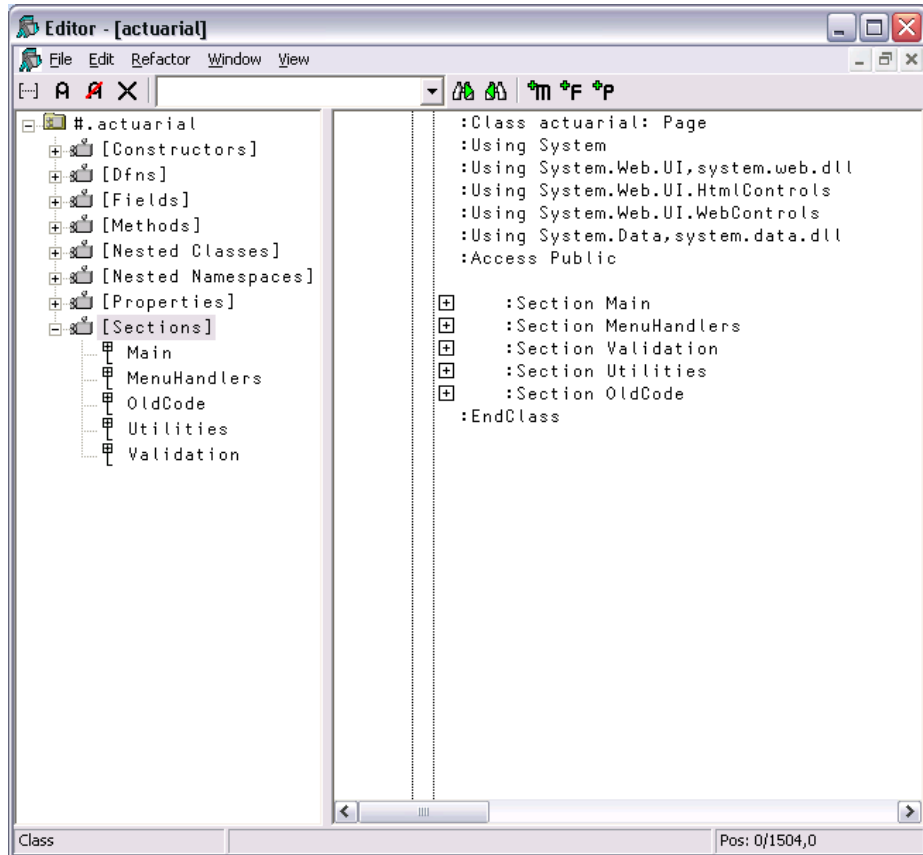 Editor - [actuarial]
File Edit Refactor Window View
A A
m F P
#.actuarial
[Constructors]
[Dfns]
[Fields]
[Methods]
[Nested Classes]
[Nested Namespaces]
[Properties]
[Sections]
Main
MenuHandlers
OldCode
Utilities
Validation
:Class actuarial: Page
:Using System
:Using System.Web.UI,system.web.dll
:Using System.Web.UI.HtmlControls
:Using System.Web.UI.WebControls
:Using System.Data,system.data.dll
:Access Public
:Section Main
:Section MenuHandlers
:Section Validation
:Section Utilities
:Section OldCode
:EndClass
Class
Pos: 0/1504,0